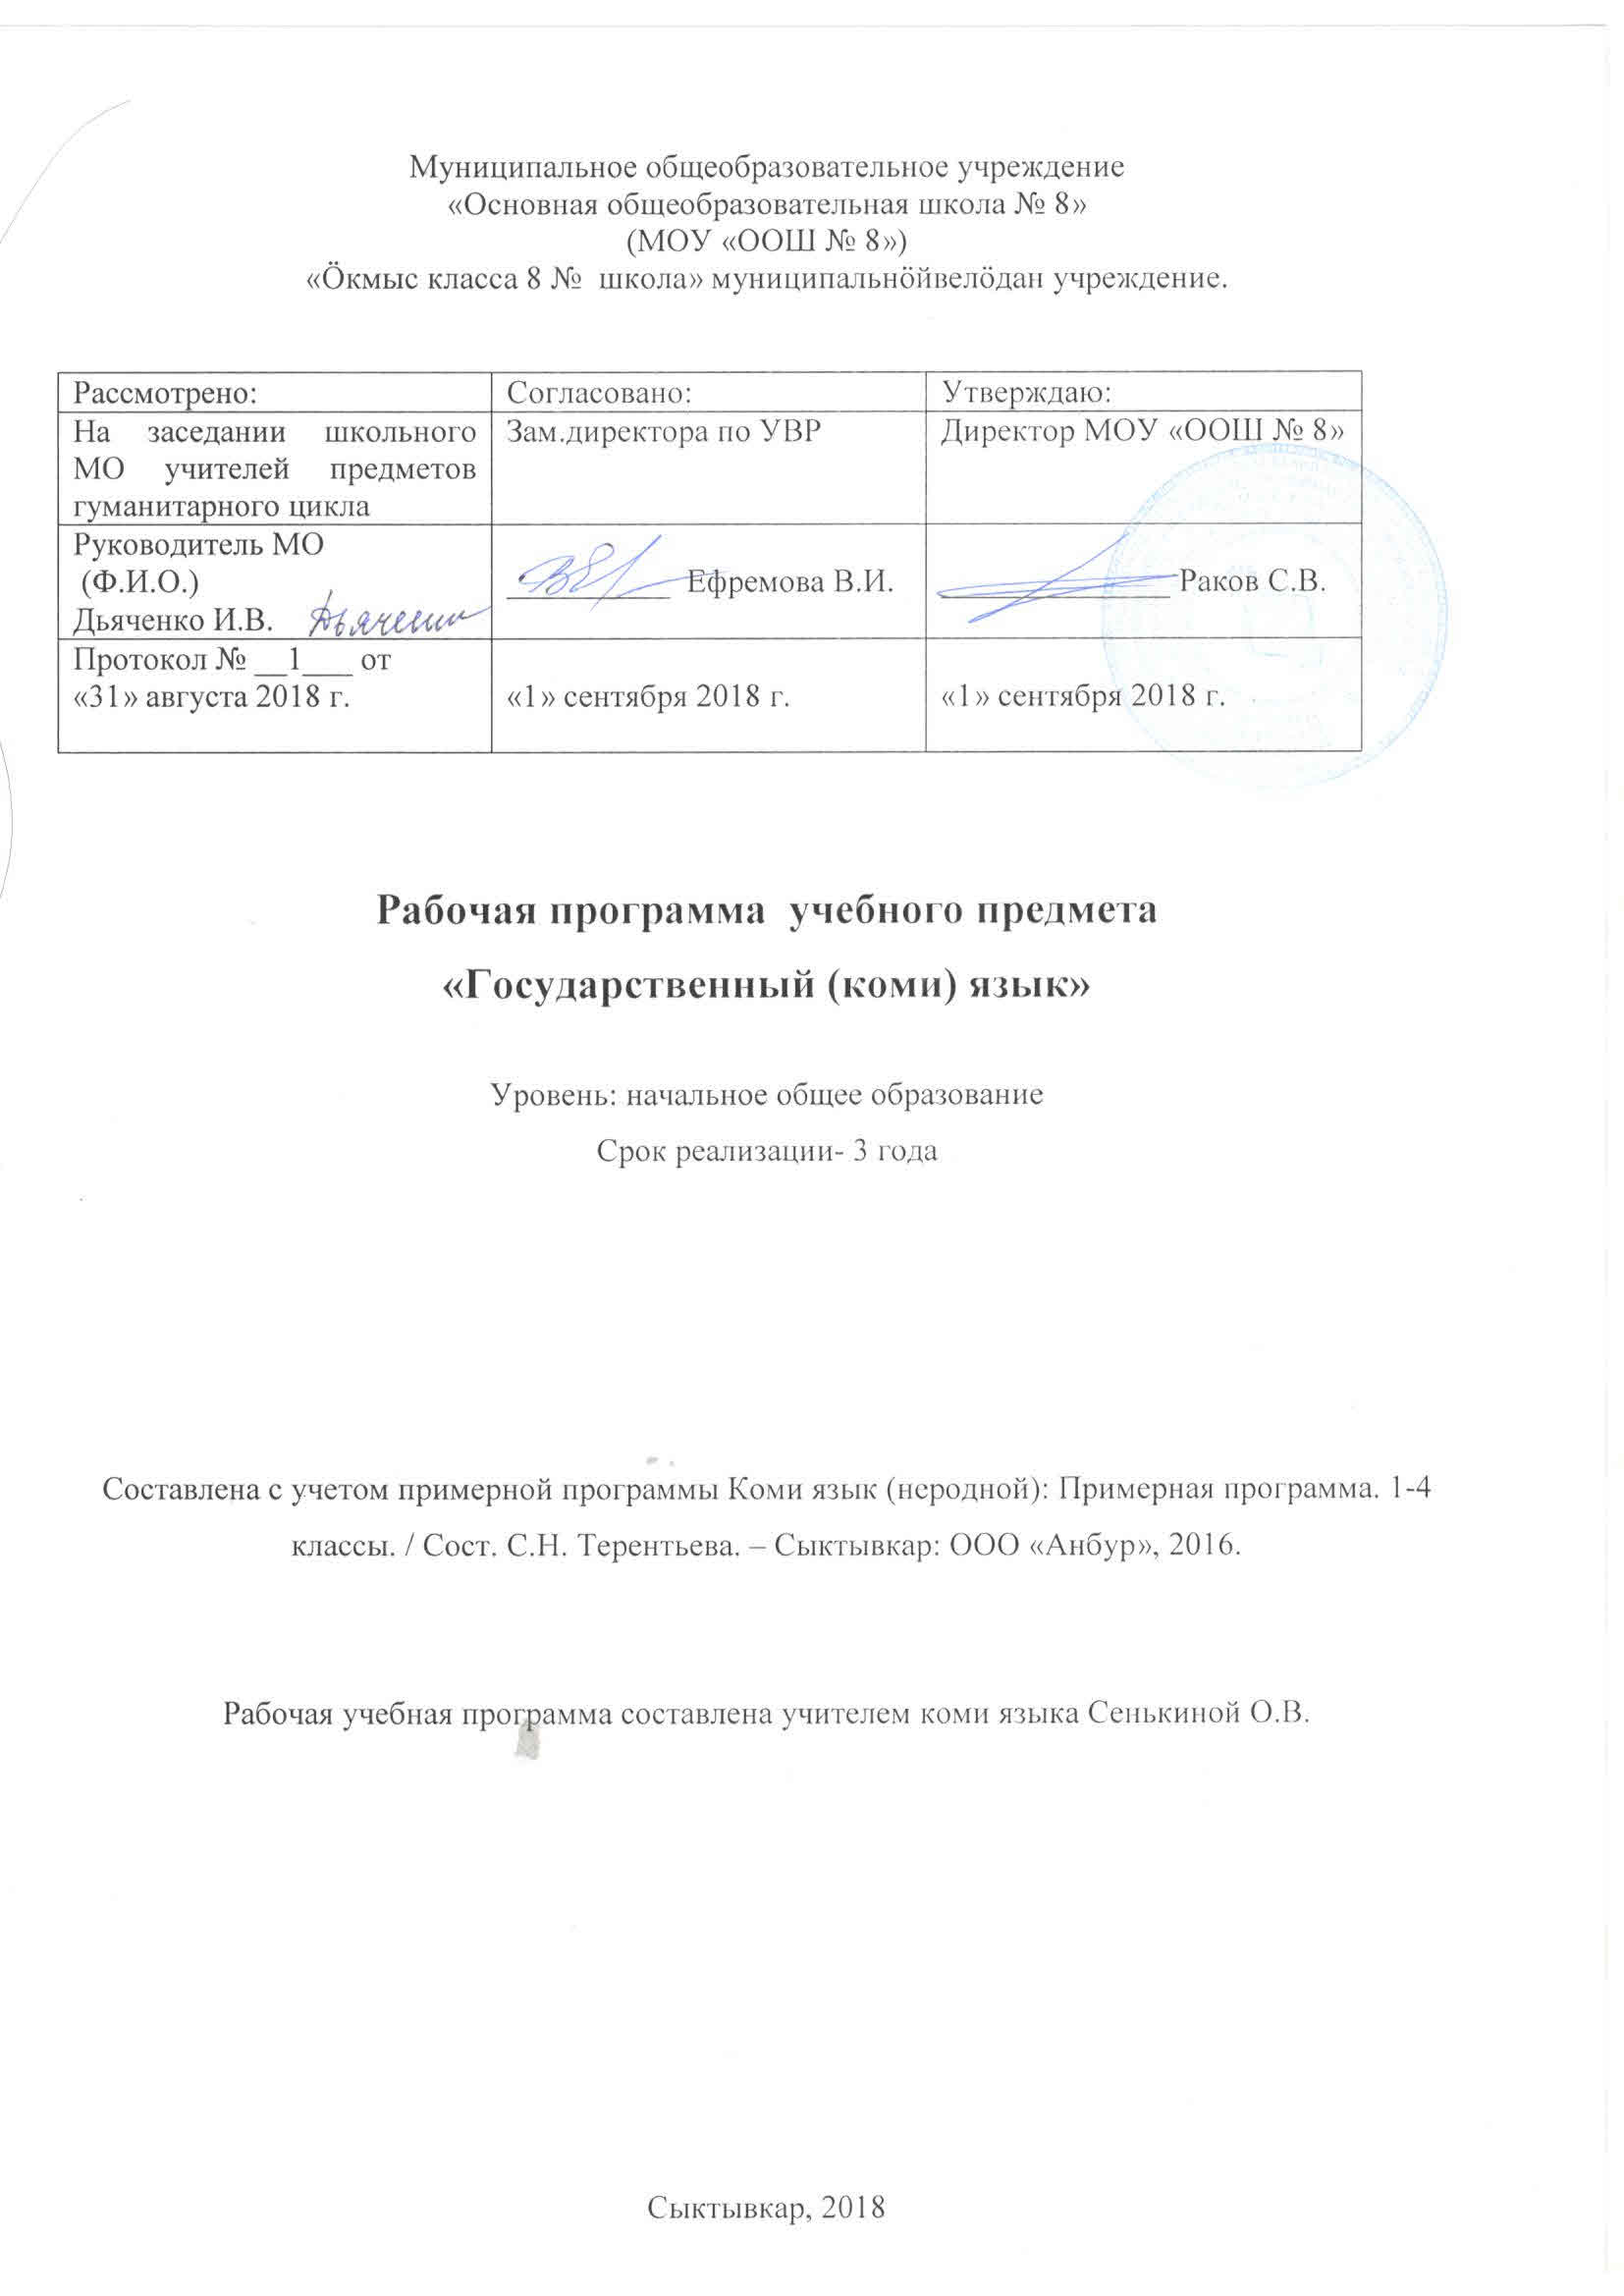 Муниципальное общеобразовательное учреждение
«Основная общеобразовательная школа № 8»
(МОУ «ООШ № 8»)
«Öкмыс класса 8 № школа» муниципальнöйвелöдан учреждение.
Рассмотрено:
Согласовано:
Утверждаю:
На заседании школьного
МО учителей предметов
гуманитарного цикла
Зам.директора по УВР
Директор МОУ «ООШ № 8»
Руководитель МО
(Ф.И.О.)
Дьяченко И.В. Дьяченко
____________ Ефремова В.И.
________________ Раков С.В.
Протокол № __1___ от
«31» августа 2018 г.
«1» сентября 2018 г.
«1» сентября 2018 г.
Рабочая программа учебного предмета
«Государственный (коми) язык»
Уровень: начальное общее образование
Срок реализации- 3 года
Составлена с учетом примерной программы Коми язык (неродной): Примерная программа. 1-4
классы. / Сост. С.Н. Терентьева. – Сыктывкар: ООО «Анбур», 2016.
Рабочая учебная программа составлена учителем коми языка Сенькиной О.В.
Сыктывкар, 2018